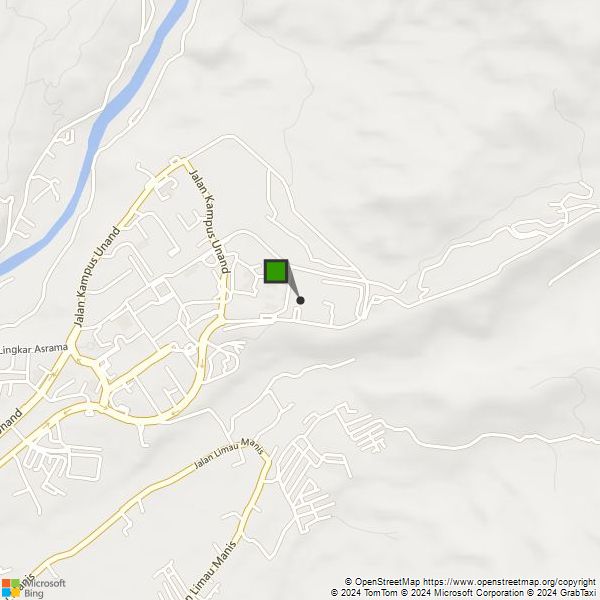 Jalan Kampus Unand
Jalan Kampus Unand
Lingkar Asrama
Unand
Jalan Limau Manis
Limau Manis
Microsoft
Bing
© OpenStreetMap https://www.openstreetmap.org/copyright
© 2024 TomTom © 2024 Microsoft Corporation © 2024 GrabTaxi